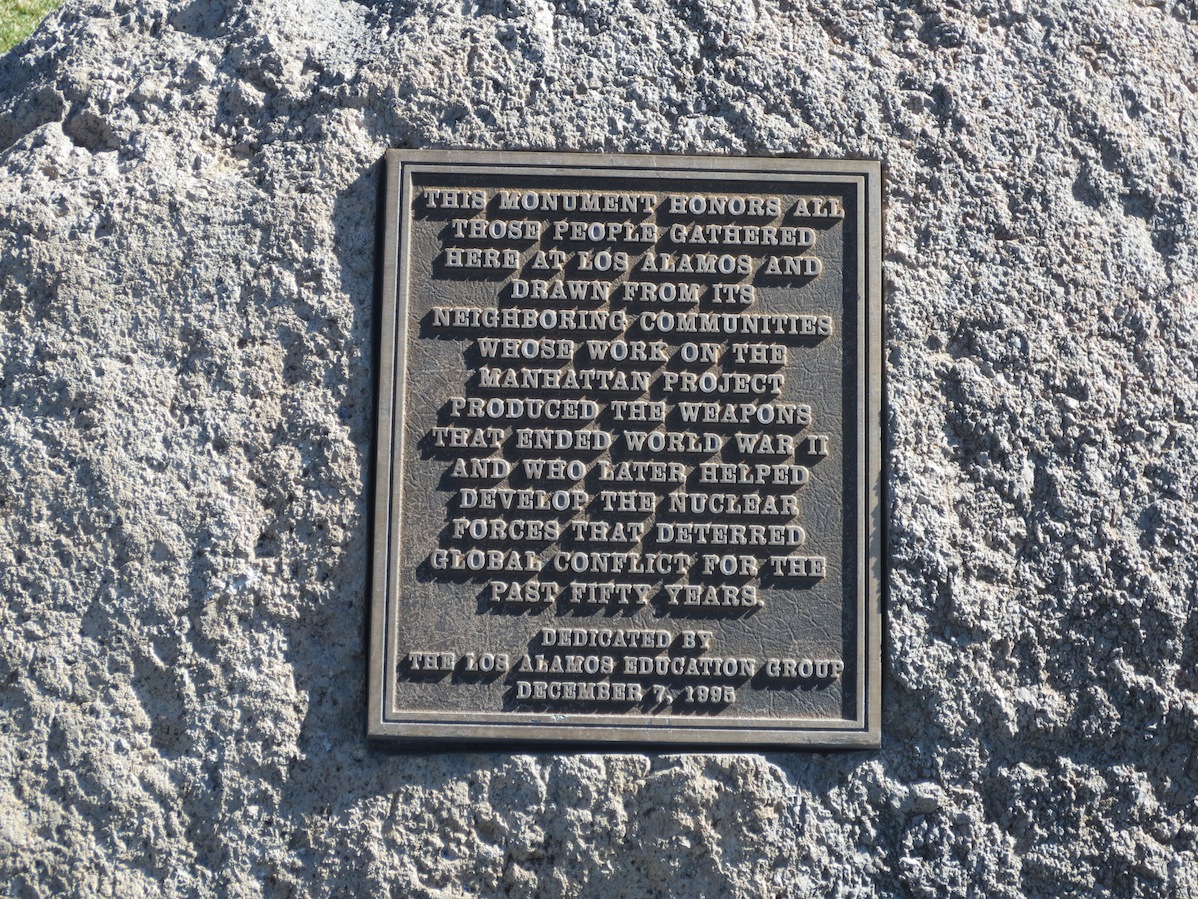 THIS MONUMENT HONORS ALL
THOSE PEOPLE GATHERED
HERE AT LOS ALAMOS AND
DRAWN FROM ITS
NEIGHBORING COMMUNITIES
WHOSE WORK ON THE
MANHATTAN PROJECT
PRODUCED THE WEAPONS
THAT ENDED WORLD WAR II
AND WHO LATER HELPED
DEVELOP THE NUCLEAR
FORCES THAT DETERRED
GLOBAL CONFLICT FOR THE
PAST FIFTY YEARS.
DEDICATED BY
THE LOS ALAMOS EDUCATION GROUP
DECEMBER 7, 1995